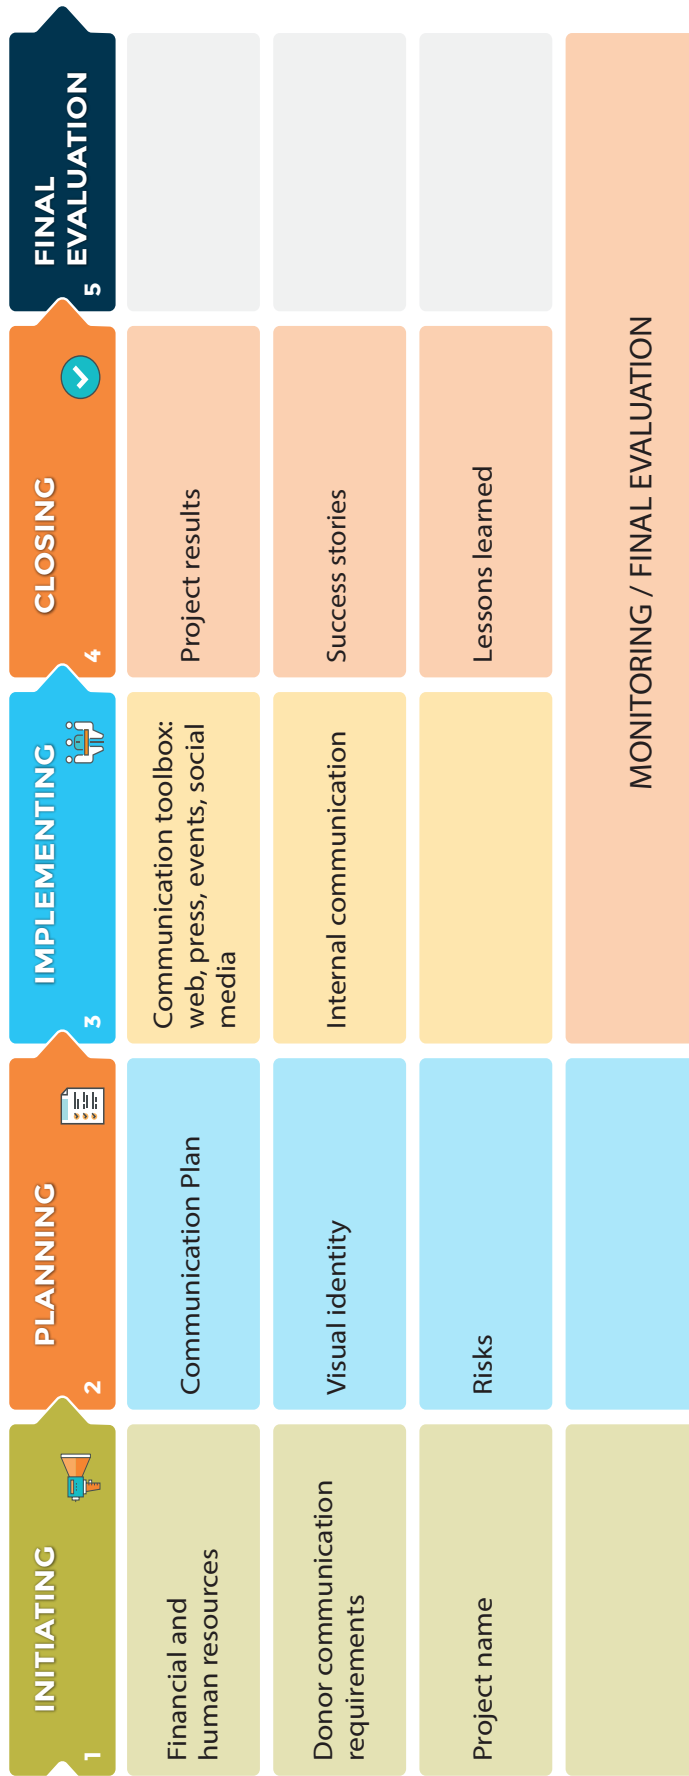 1
INITIATING
2
PLANNING
3
IMPLEMENTING
4
CLOSING
5
FINAL
EVALUATION
Financial and
human resources
Communication Plan
Communication toolbox:
web, press, events, social
media
Project results
Donor communication
requirements
Visual identity
Internal communication
Success stories
Project name
Risks
Lessons learned
MONITORING / FINAL EVALUATION